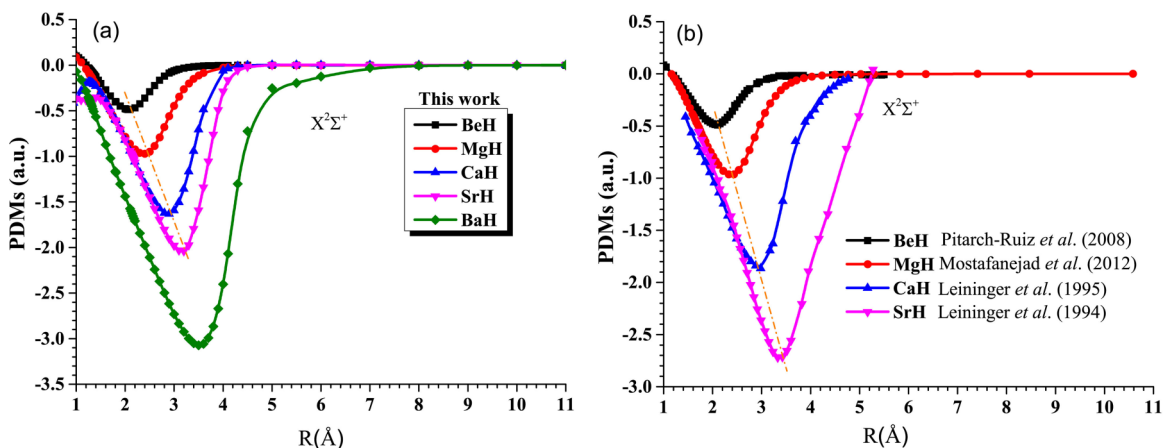 (a)
0.5
0.0
-0.5
-1.0
-1.5
-2.0
-2.5
-3.0
-3.5
PDMs (a.u.)
X²Σ⁺
This work
BeH
MgH
CaH
SrH
BaH
1 2 3 4 5 6 7 8 9 10 11
R(Å)
(b)
0.5
0.0
-0.5
-1.0
-1.5
-2.0
-2.5
-3.0
PDMs (a.u.)
X²Σ⁺
BeH Pitarch-Ruiz et al. (2008)
MgH Mostafanejad et al. (2012)
CaH Leininger et al. (1995)
SrH Leininger et al. (1994)
1 2 3 4 5 6 7 8 9 10 11
R(Å)